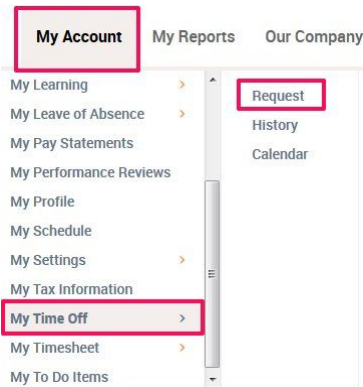 My Account My Reports Our Company
My Learning
My Leave of Absence
My Pay Statements
My Performance Reviews
My Profile
My Schedule
My Settings
My Tax Information
My Time Off
My Timesheet
My To Do Items
Request
History
Calendar